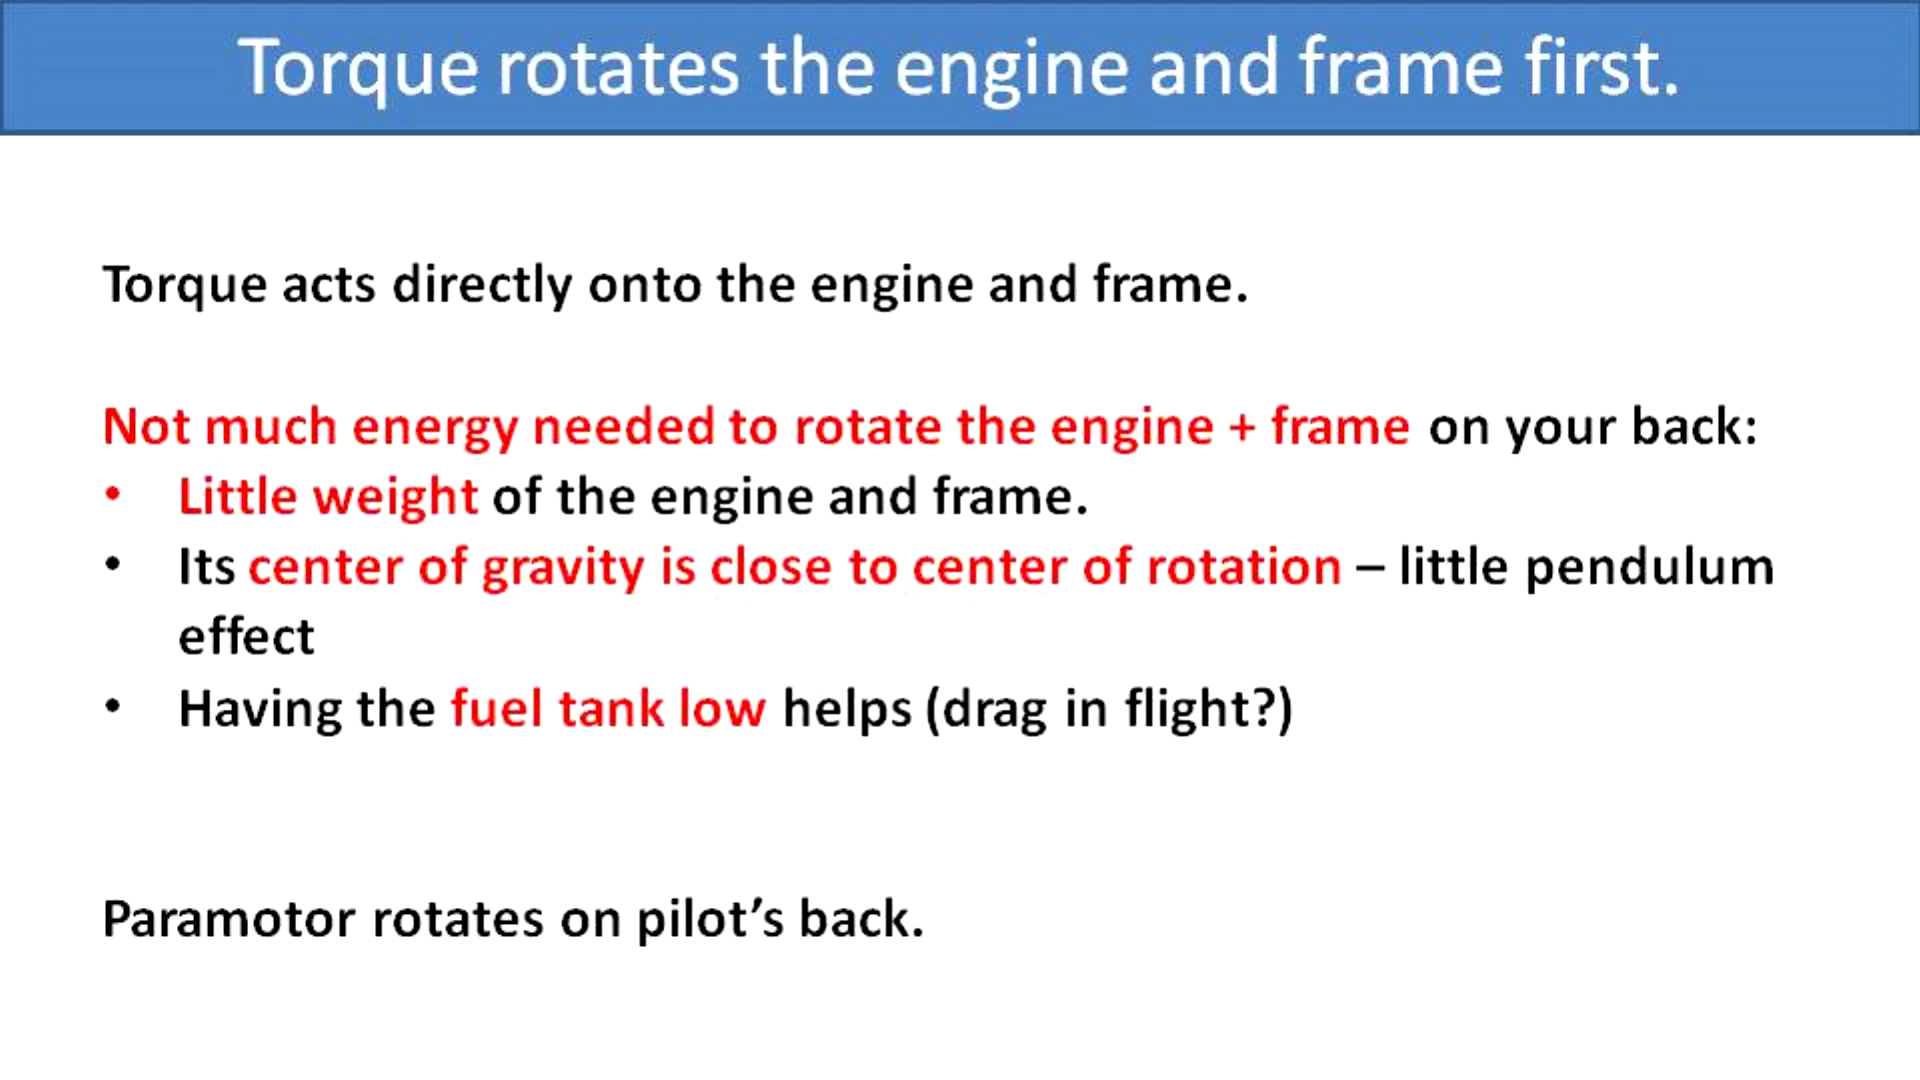 Torque rotates the engine and frame first.
Torque acts directly onto the engine and frame.
Not much energy needed to rotate the engine + frame on your back:
• Little weight of the engine and frame.
• Its center of gravity is close to center of rotation – little pendulum
effect
• Having the fuel tank low helps (drag in flight?)
Paramotor rotates on pilot’s back.